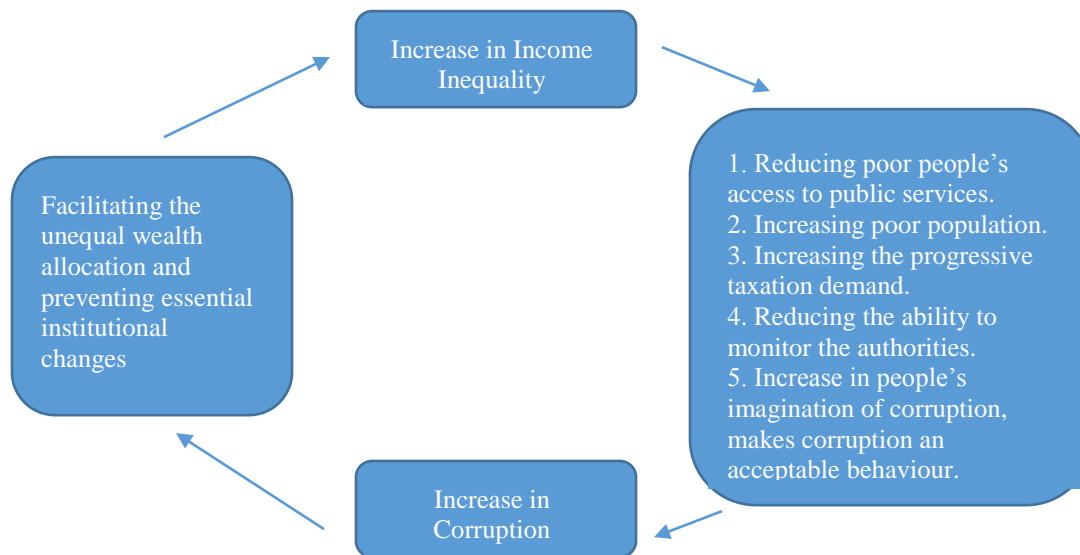 Increase in Income
Inequality
1. Reducing poor people’s
access to public services.
2. Increasing poor population.
3. Increasing the progressive
taxation demand.
4. Reducing the ability to
monitor the authorities.
5. Increase in people’s
imagination of corruption,
makes corruption an
acceptable behaviour.
Increase in
Corruption
Facilitating the
unequal wealth
allocation and
preventing essential
institutional
changes